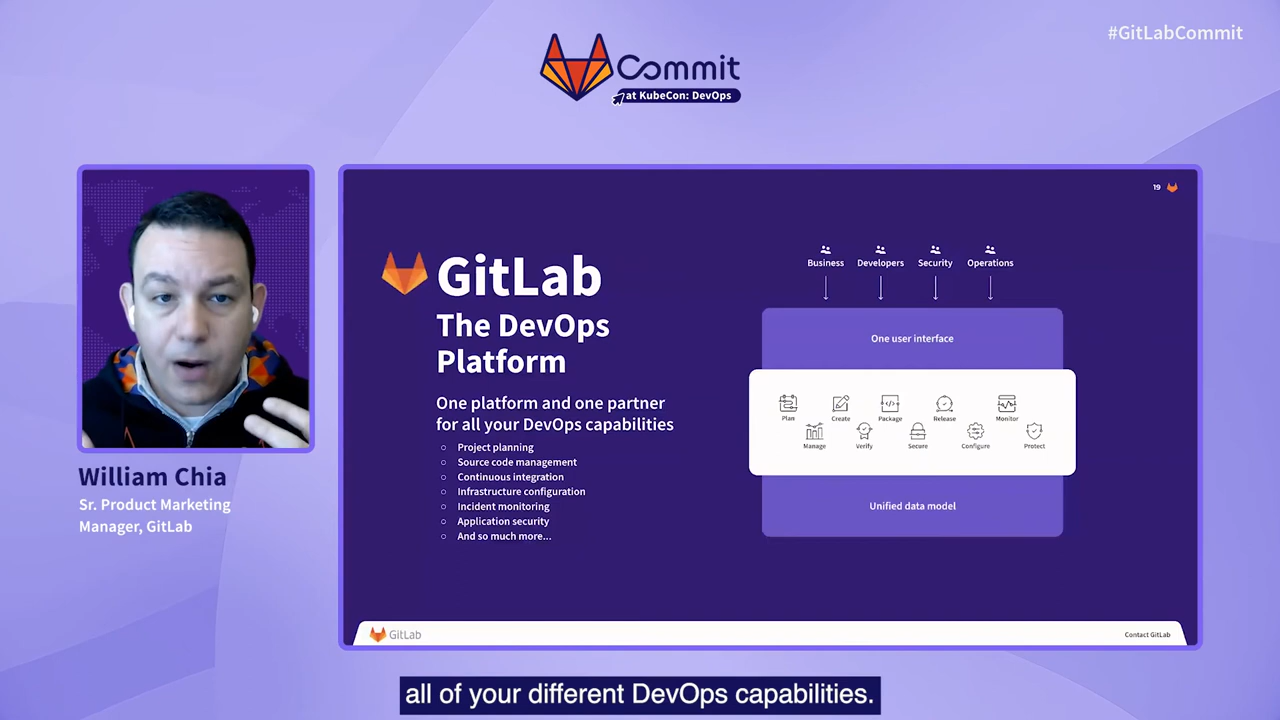 #GitLabCommit
Commit
at KubeCon: DevOps
19
GitLab
The DevOps
Platform
One platform and one partner
for all your DevOps capabilities
Project planning
Source code management
Continuous integration
Infrastructure configuration
Incident monitoring
Application security
And so much more...
Business Developers Security Operations
One user interface
Plan Create Package Release Monitor
Manage Verify Secure Configure Protect
Unified data model
GitLab
Contact GitLab
William Chia
Sr. Product Marketing
Manager, GitLab
all of your different DevOps capabilities.